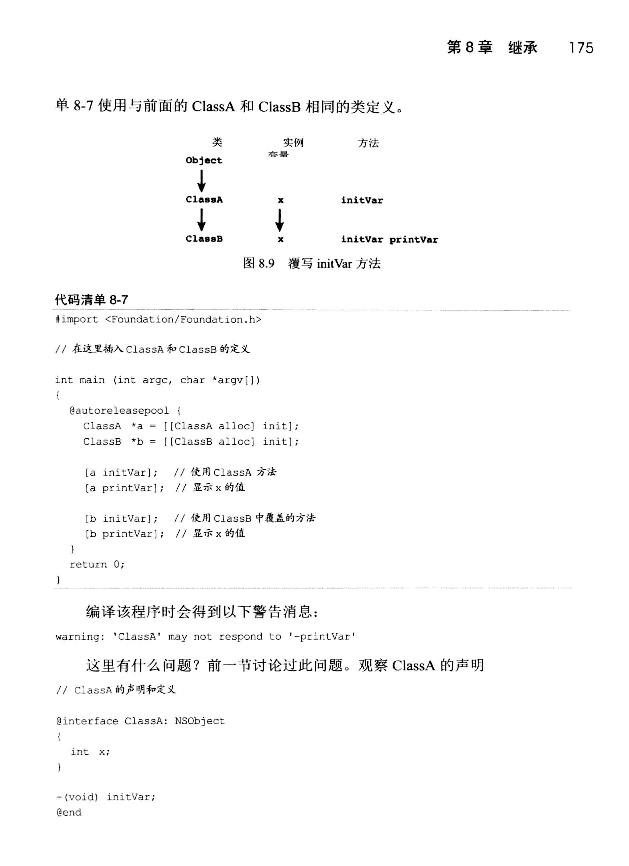 第8章 继承 175
单 8-7 使用与前面的 ClassA 和 ClassB 相同的类定义。
类 实例 方法
变量
Object
ClassA x initVar
ClassB x initVar printVar
图 8.9 覆写 initVar 方法
代码清单 8-7
#import <Foundation/Foundation.h>
// 在这里插入 ClassA 和 ClassB 的定义
int main (int argc, char *argv[])
{
@autoreleasepool {
ClassA *a = [[ClassA alloc] init];
ClassB *b = [[ClassB alloc] init];
[a initVar]; // 使用 ClassA 方法
[a printVar]; // 显示 x 的值
[b initVar]; // 使用 ClassB 中覆盖的方法
[b printVar]; // 显示 x 的值
}
return 0;
}
编译该程序时会得到以下警告消息：
warning: 'ClassA' may not respond to '-printVar'
这里有什么问题？前一节讨论过此问题。观察 ClassA 的声明
// ClassA 的声明和定义
@interface ClassA: NSObject
{
int x;
}
-(void) initVar;
@end